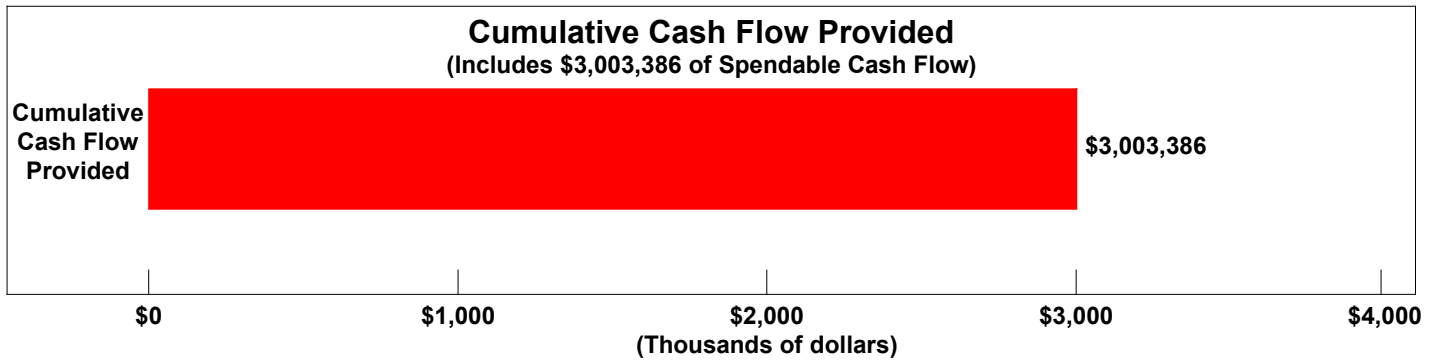 Cumulative Cash Flow Provided
(Includes $3,003,386 of Spendable Cash Flow)
Cumulative
Cash Flow
Provided
$3,003,386
$0 $1,000 $2,000 $3,000 $4,000
(Thousands of dollars)